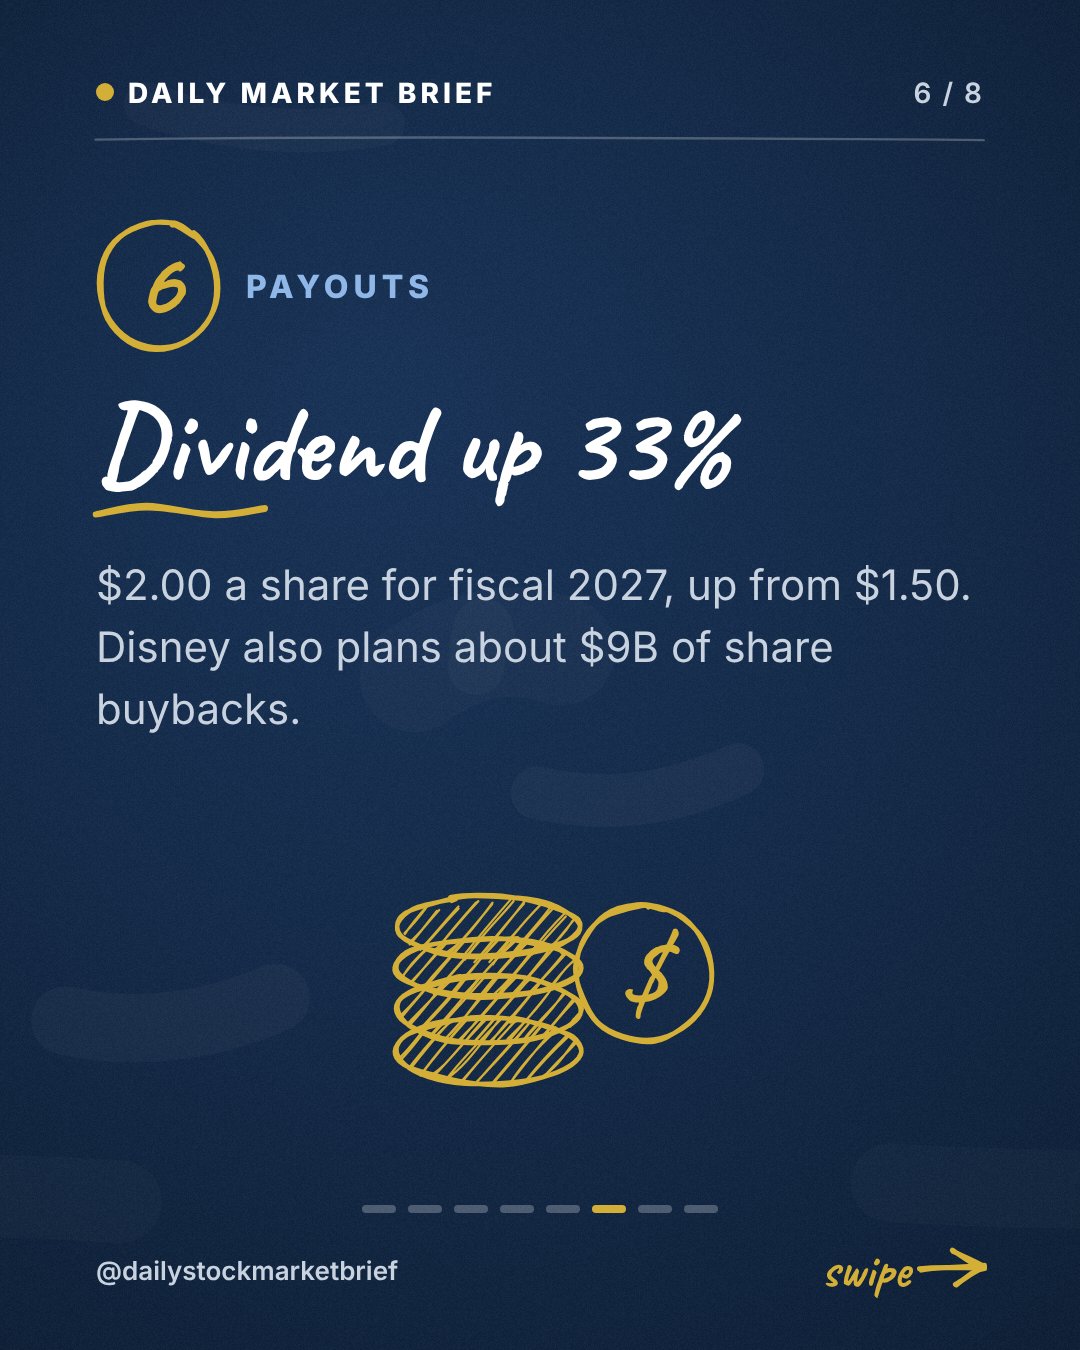 DAILY MARKET BRIEF
6 / 8
6
PAYOUTS
Dividend up 33%
$2.00 a share for fiscal 2027, up from $1.50.
Disney also plans about $9B of share
buybacks.
$
@dailystockmarketbrief
swipe